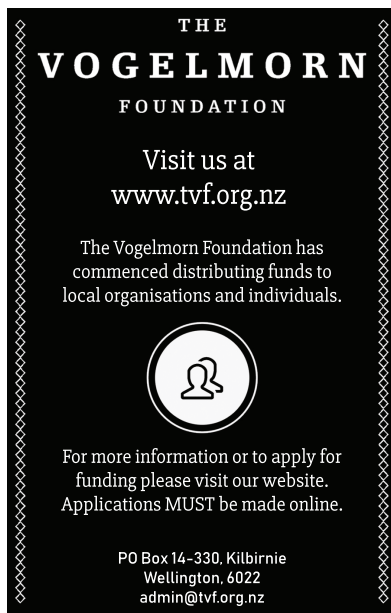 THE
VOGELMORN
FOUNDATION
Visit us at
www.tvf.org.nz
The Vogelmorn Foundation has
commenced distributing funds to
local organisations and individuals.
For more information or to apply for
funding please visit our website.
Applications MUST be made online.
PO Box 14-330, Kilbirnie
Wellington, 6022
admin@tvf.org.nz